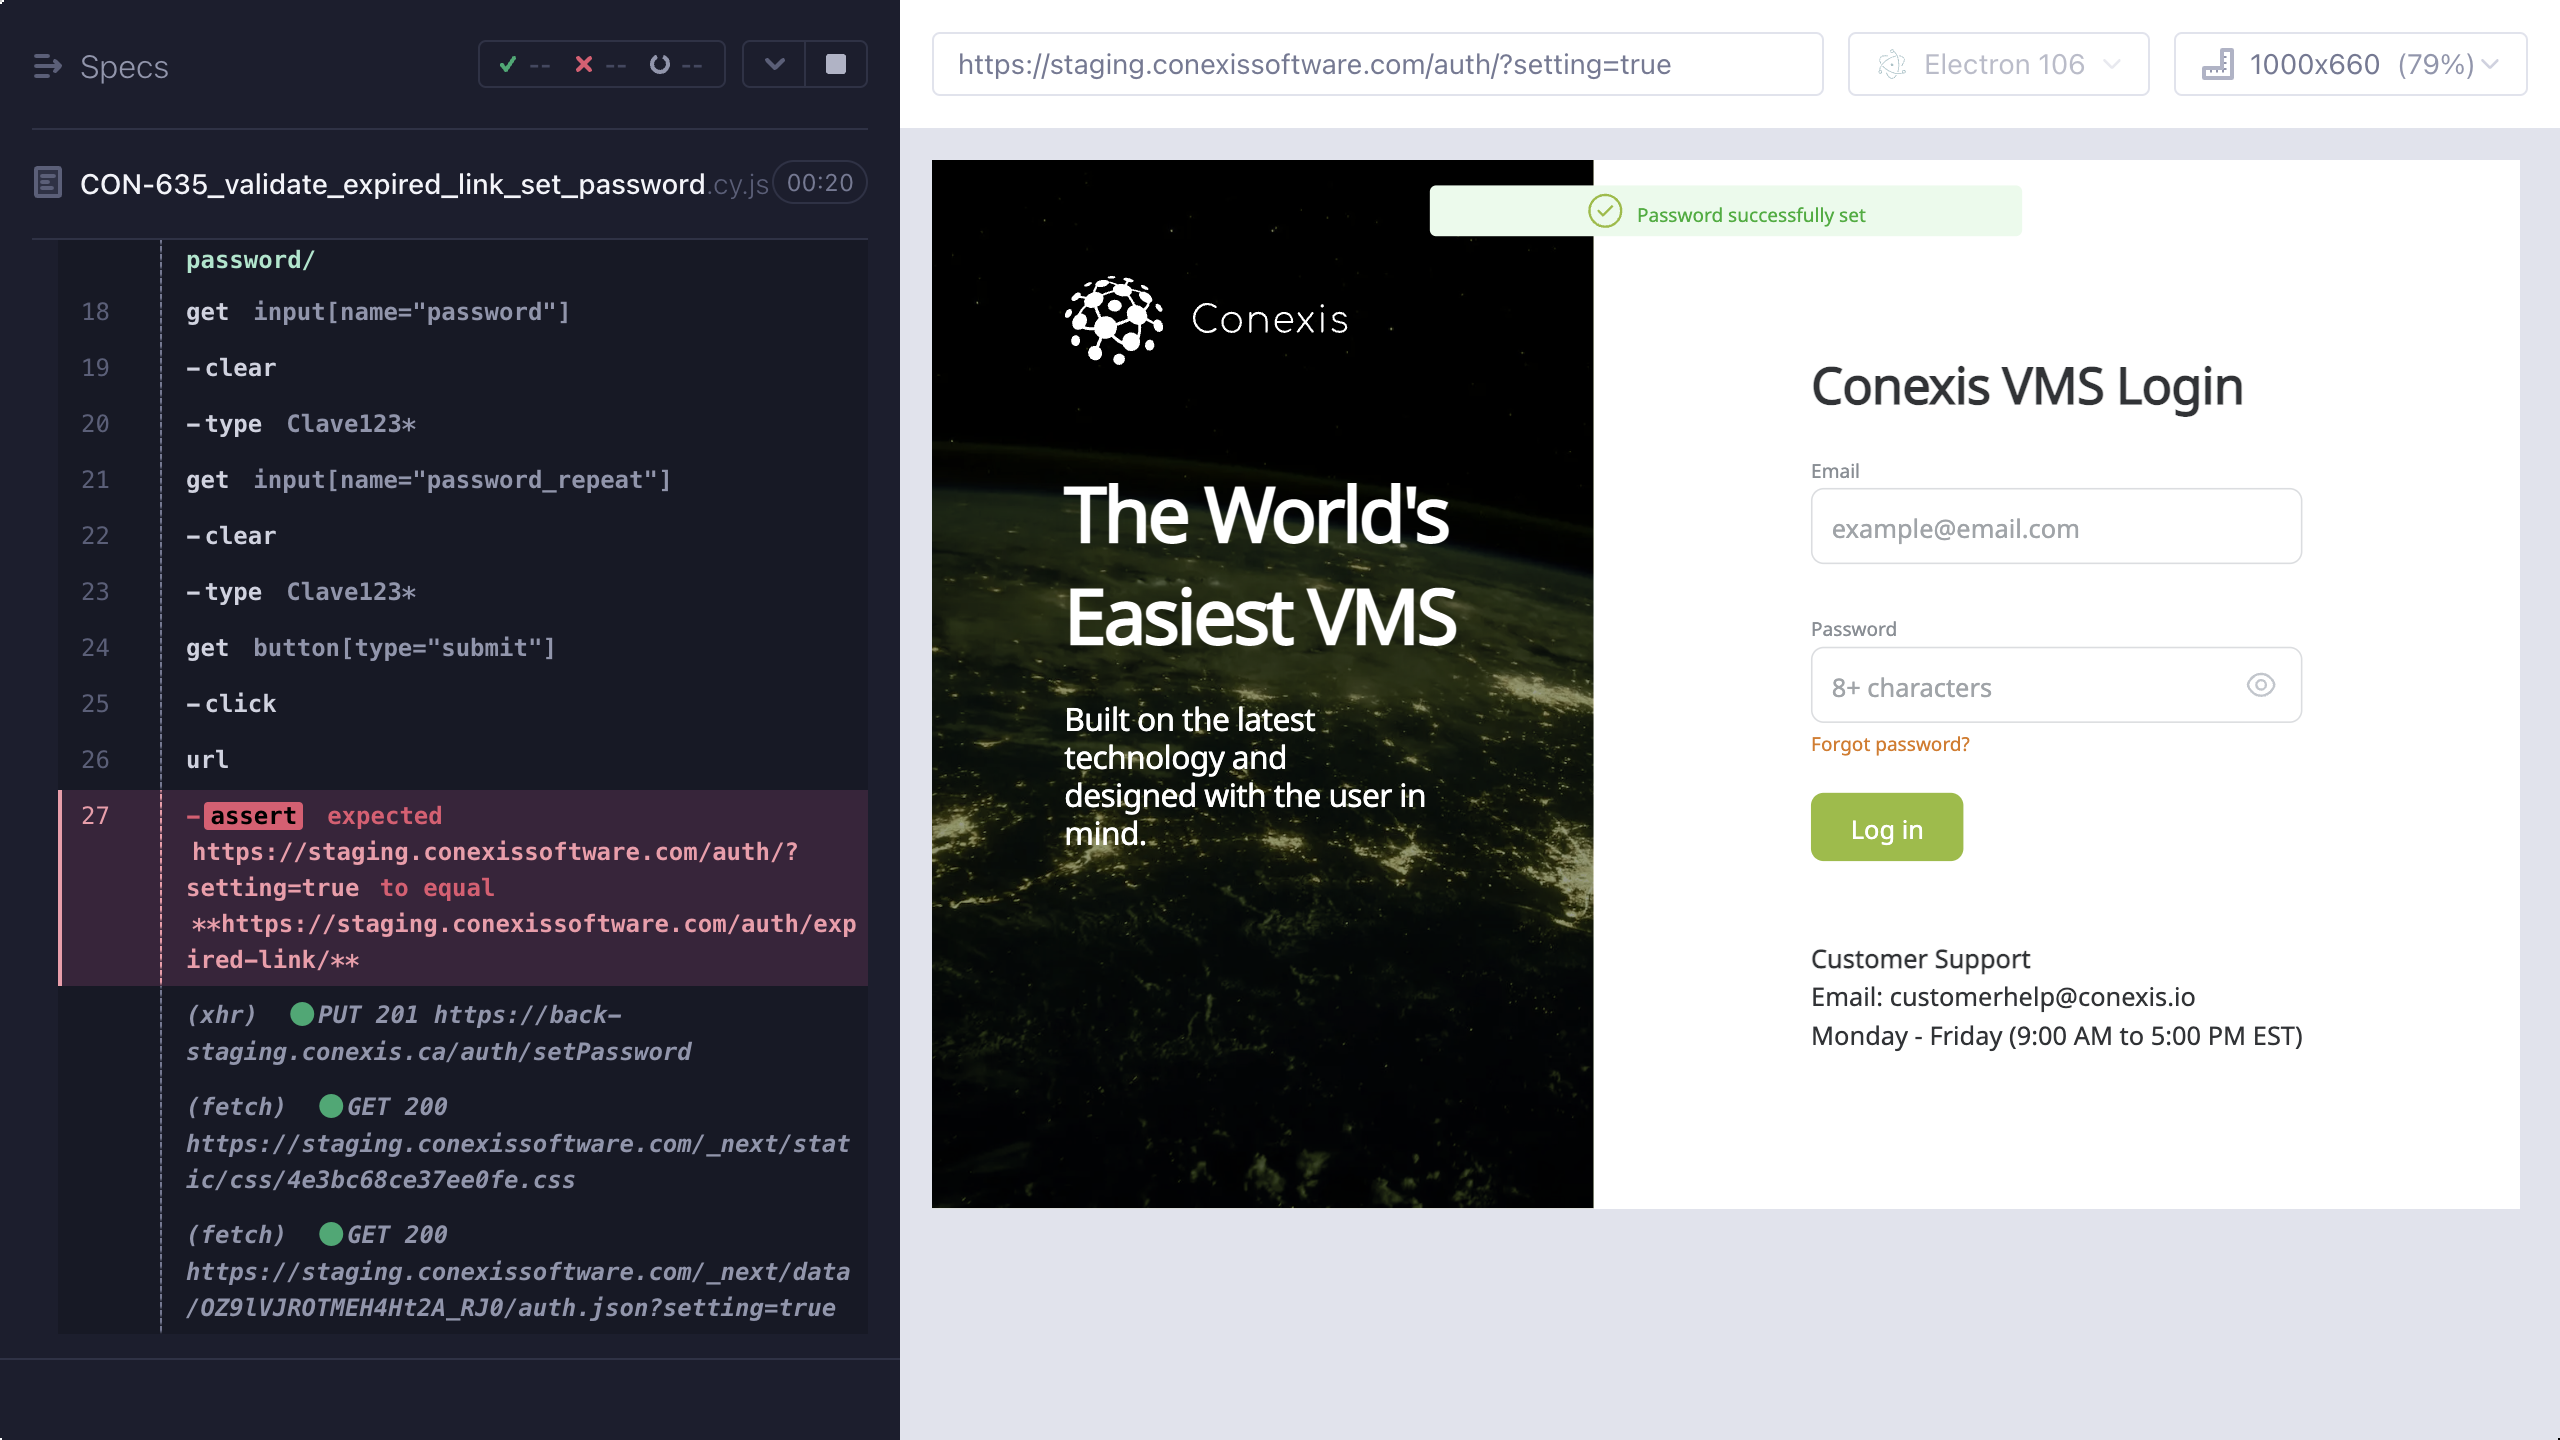 Specs
-- -- --
CON-635_validate_expired_link_set_password.cy.js 00:20
password/
18 get input[name="password"]
19 -clear
20 -type Clave123*
21 get input[name="password_repeat"]
22 -clear
23 -type Clave123*
24 get button[type="submit"]
25 -click
26 url
27 -assert expected
https://staging.conexissoftware.com/auth/?
setting=true to equal
**https://staging.conexissoftware.com/auth/exp
ired-link/**
(xhr) PUT 201 https://back-
staging.conexis.ca/auth/setPassword
(fetch) GET 200
https://staging.conexissoftware.com/_next/stat
ic/css/4e3bc68ce37ee0fe.css
(fetch) GET 200
https://staging.conexissoftware.com/_next/data
/OZ9lVJROTMEH4Ht2A_RJ0/auth.json?setting=true
https://staging.conexissoftware.com/auth/?setting=true
Electron 106
1000x660 (79%)
Password successfully set
Conexis
The World's
Easiest VMS
Built on the latest
technology and
designed with the user in
mind.
Conexis VMS Login
Email
example@email.com
Password
8+ characters
Forgot password?
Log in
Customer Support
Email: customerhelp@conexis.io
Monday - Friday (9:00 AM to 5:00 PM EST)